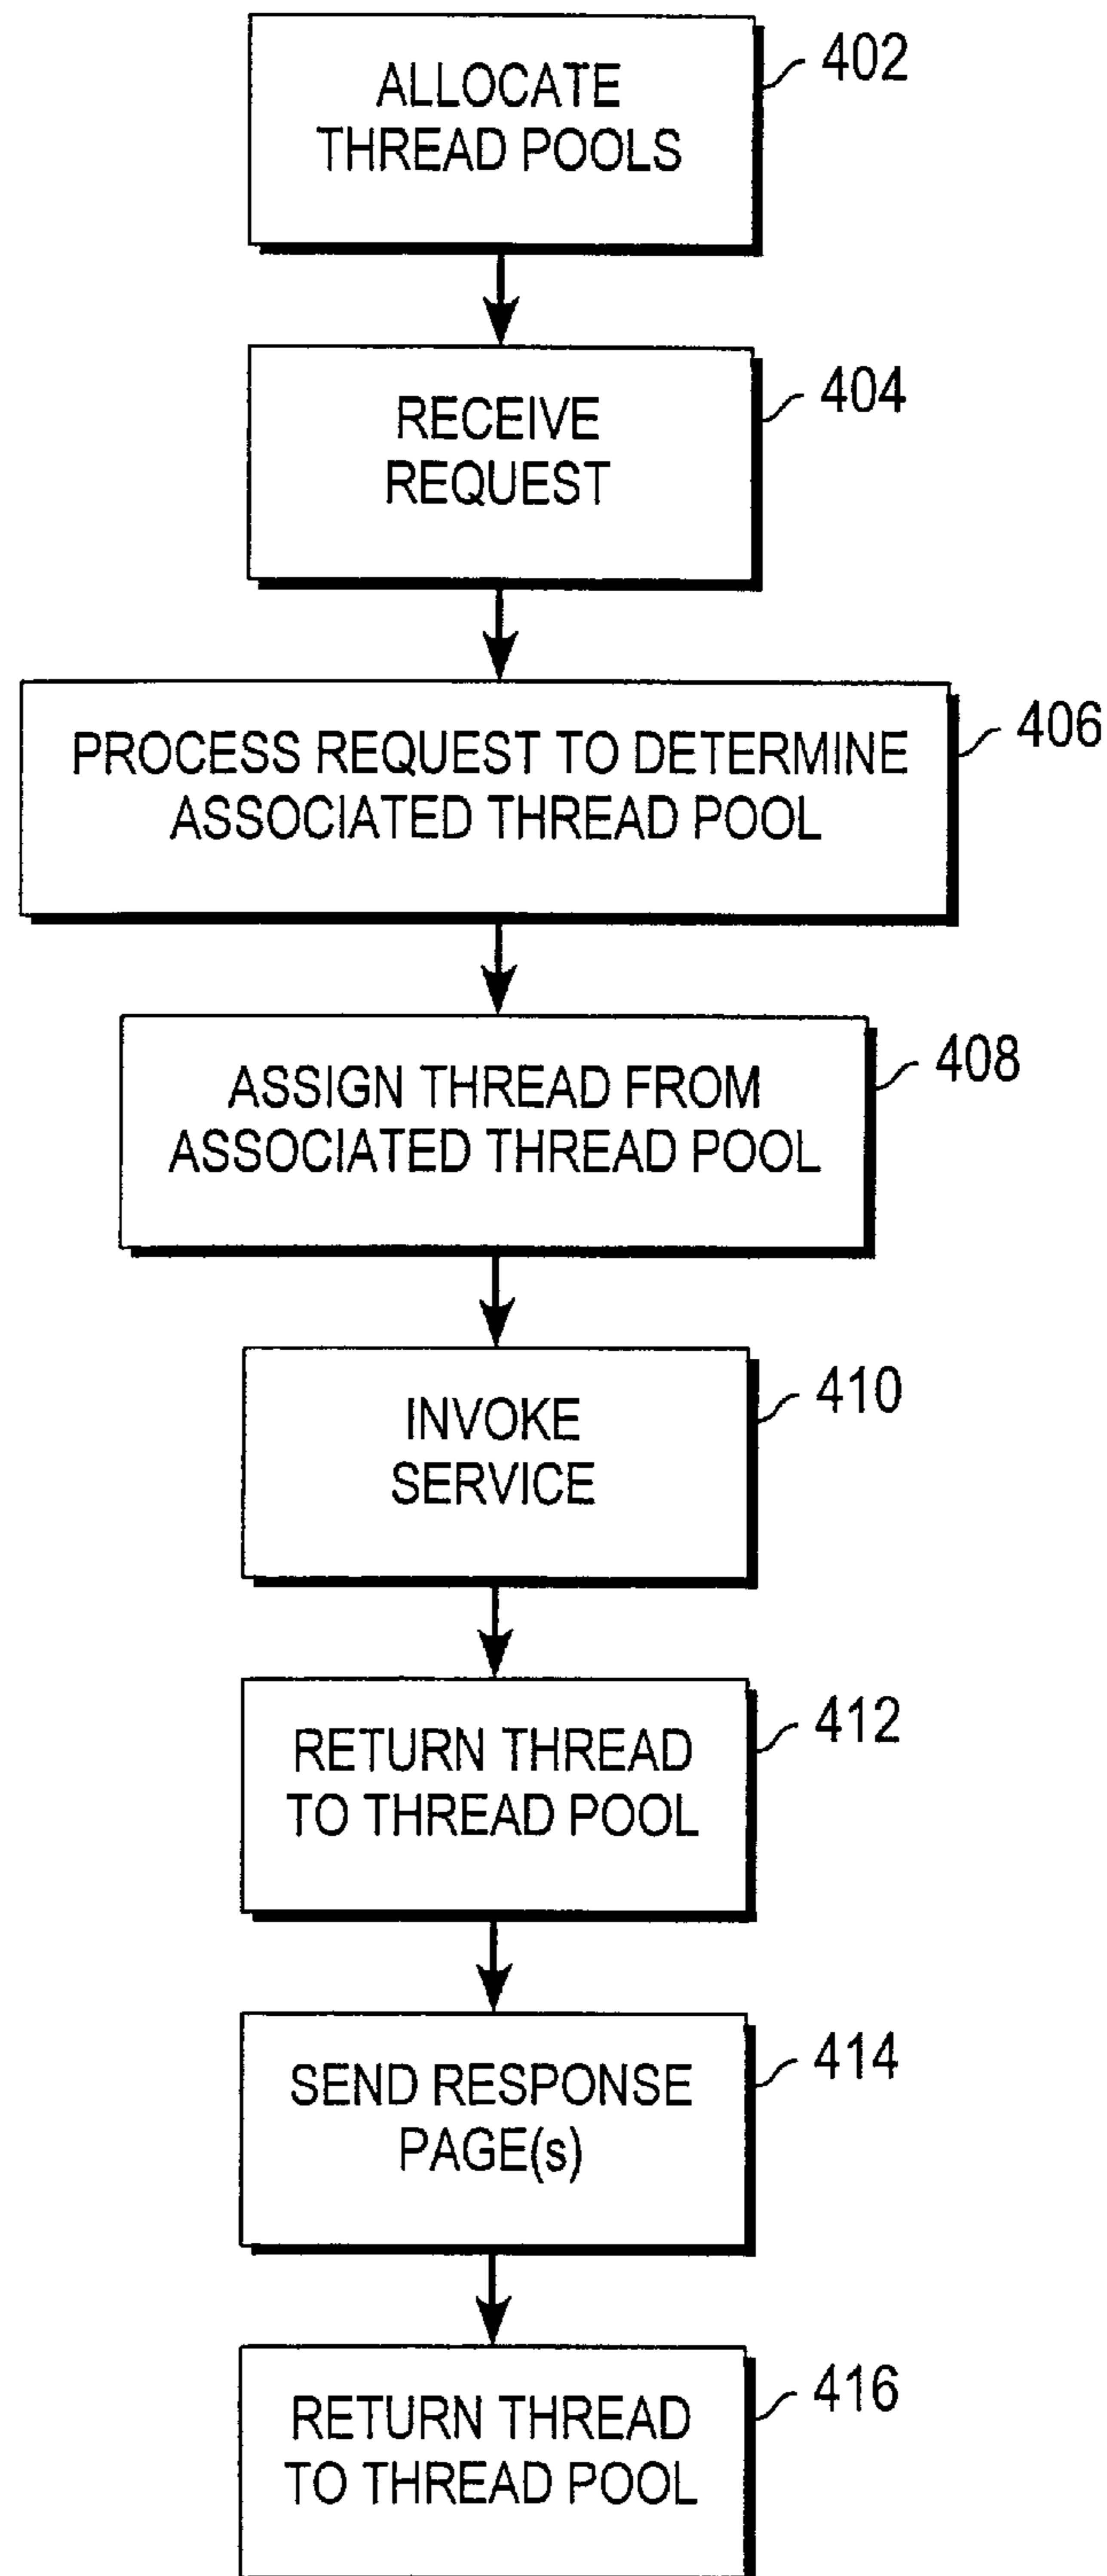 ALLOCATE
THREAD POOLS
402
RECEIVE
REQUEST
404
PROCESS REQUEST TO DETERMINE
ASSOCIATED THREAD POOL
406
ASSIGN THREAD FROM
ASSOCIATED THREAD POOL
408
INVOKE
SERVICE
410
RETURN THREAD
TO THREAD POOL
412
SEND RESPONSE
PAGE(s)
414
RETURN THREAD
TO THREAD POOL
416